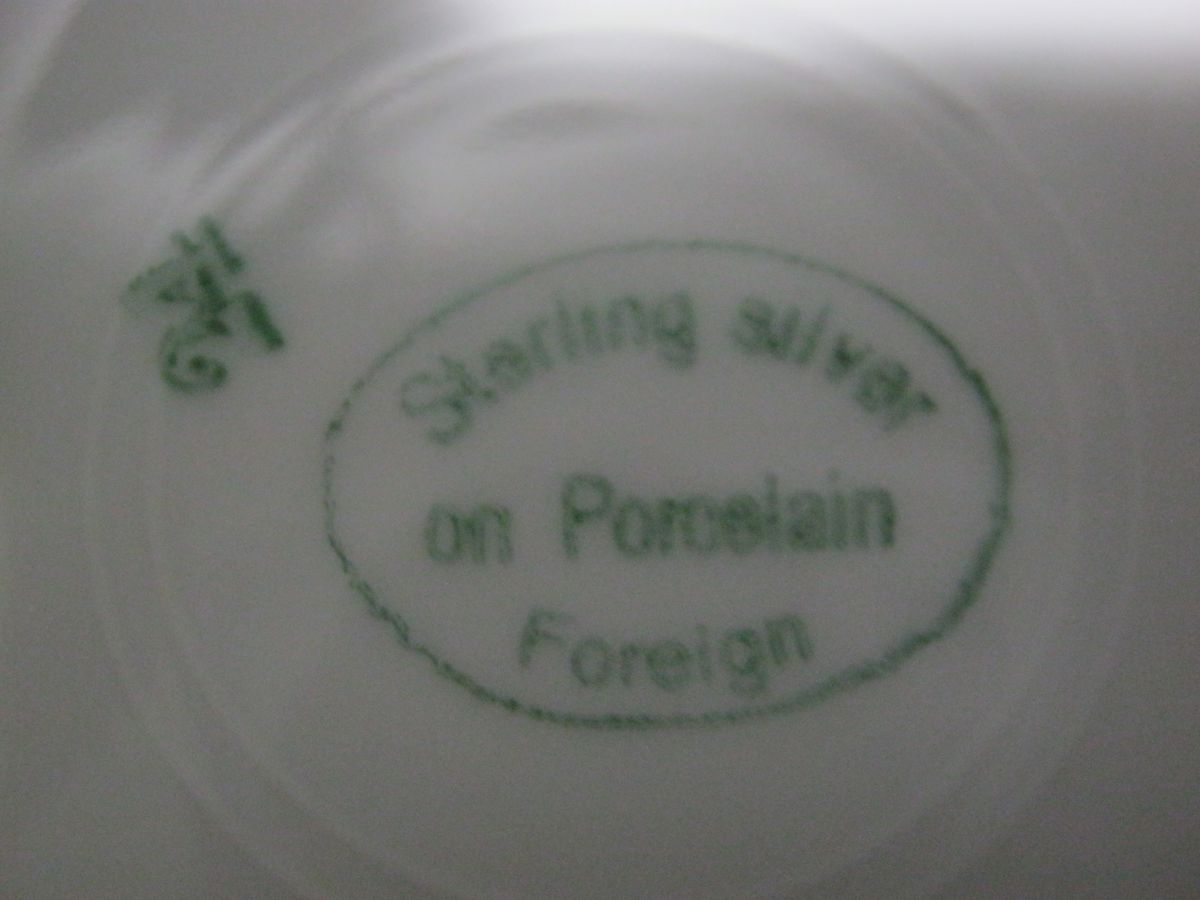 Sterling silver
on Porcelain
Foreign